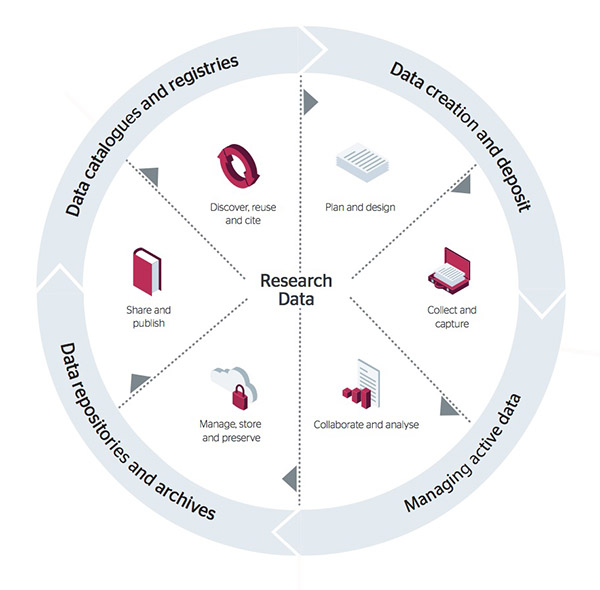 Data catalogues and registries
Data creation and deposit
Discover, reuse
and cite
Plan and design
Share and
publish
Research
Data
Collect and
capture
Manage, store
and preserve
Collaborate and analyse
Data repositories and archives
Managing active data